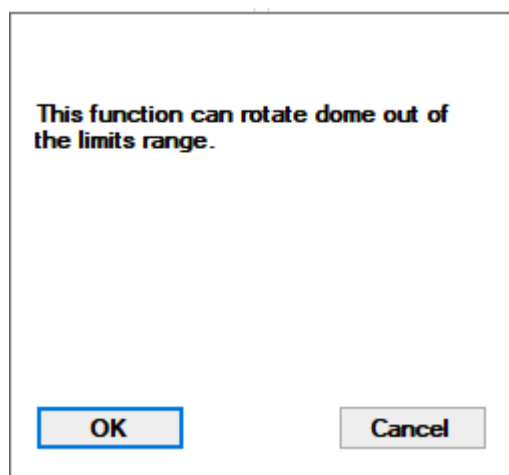 This function can rotate dome out of
the limits range.
OK
Cancel